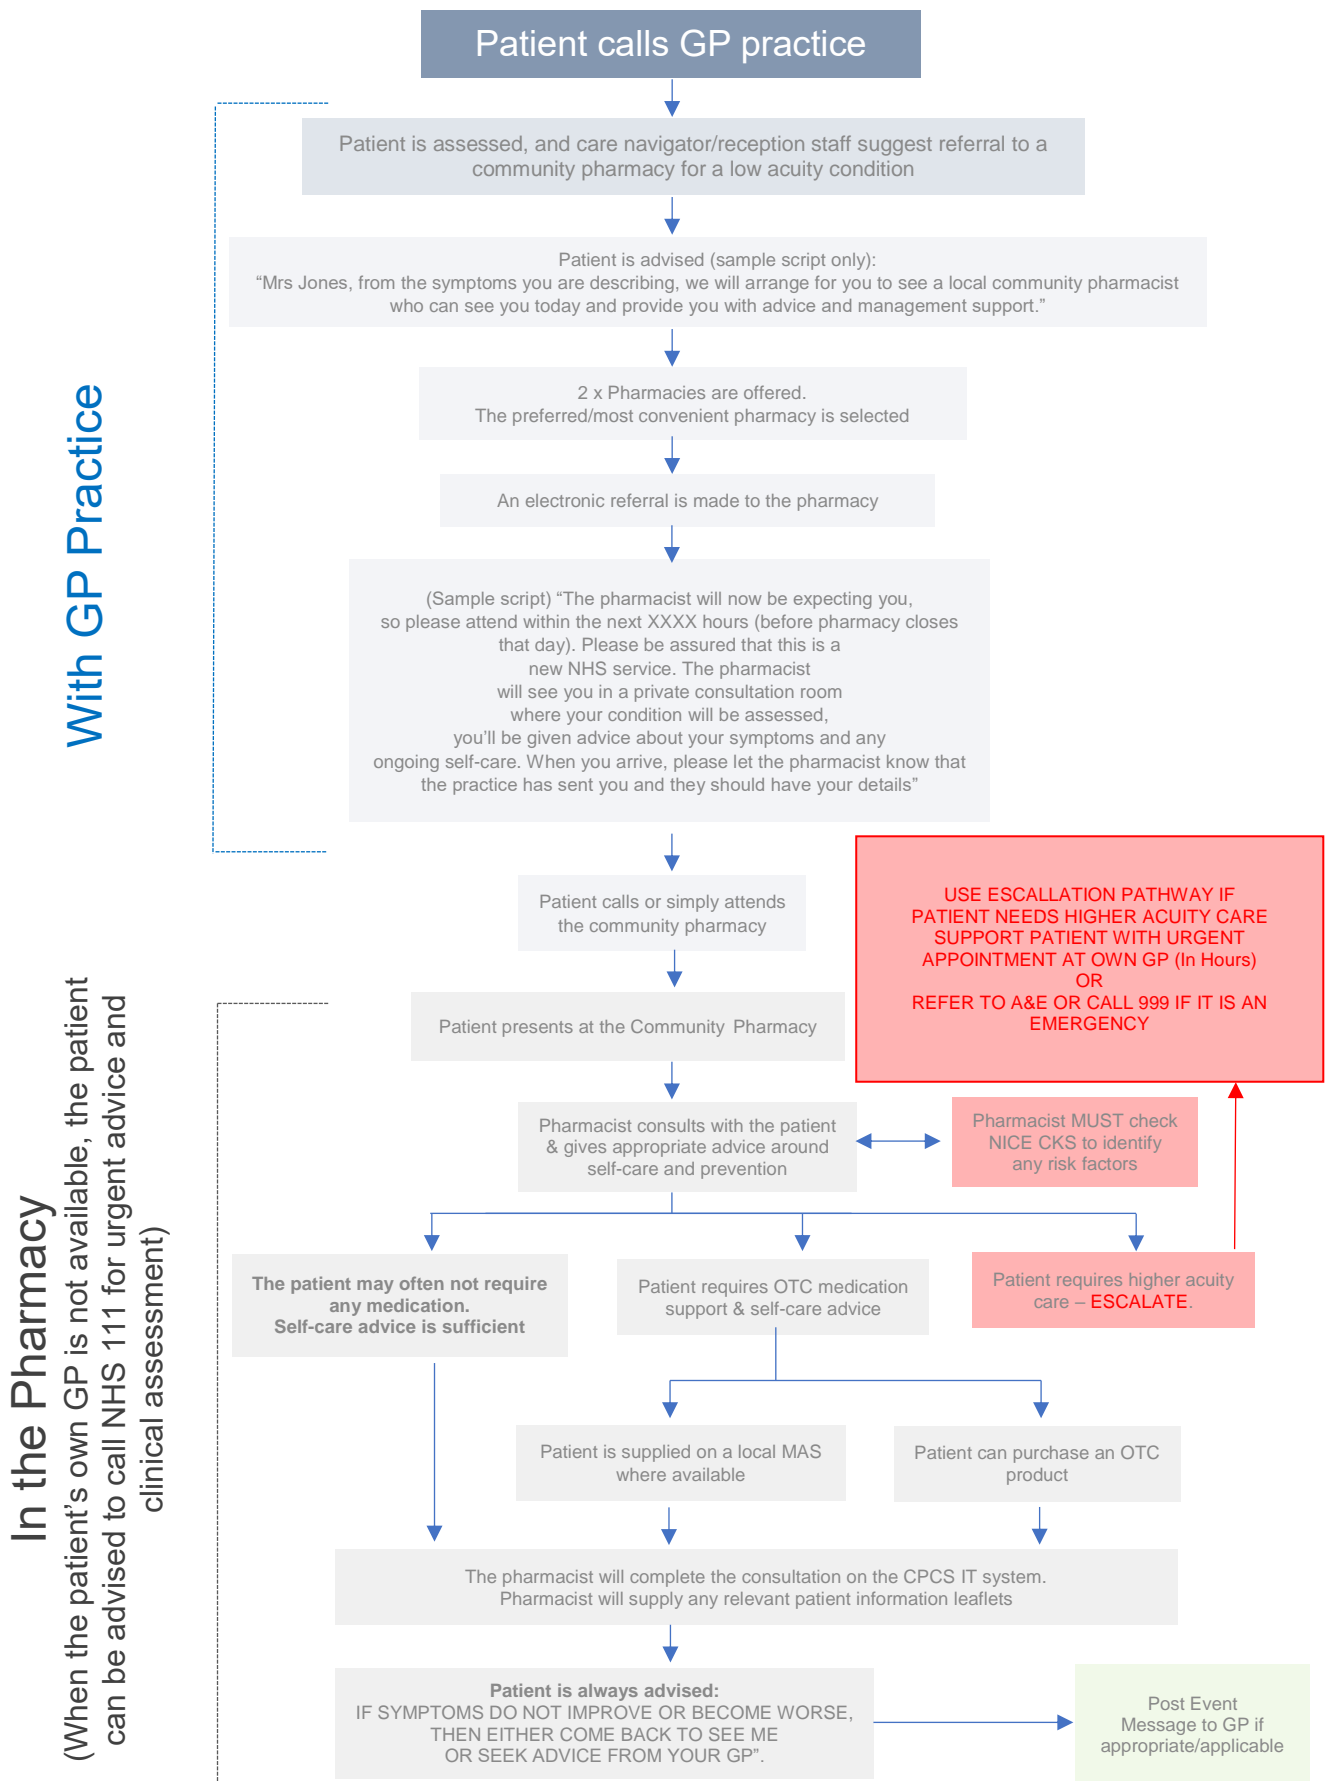 Patient calls GP practice
Patient is assessed, and care navigator/reception staff suggest referral to a
community pharmacy for a low acuity condition
Patient is advised (sample script only):
“Mrs Jones, from the symptoms you are describing, we will arrange for you to see a local community pharmacist
who can see you today and provide you with advice and management support.”
2 x Pharmacies are offered.
The preferred/most convenient pharmacy is selected
An electronic referral is made to the pharmacy
With GP Practice
(Sample script) “The pharmacist will now be expecting you,
so please attend within the next XXXX hours (before pharmacy closes
that day). Please be assured that this is a
new NHS service. The pharmacist
will see you in a private consultation room
where your condition will be assessed,
you’ll be given advice about your symptoms and any
ongoing self-care. When you arrive, please let the pharmacist know that
the practice has sent you and they should have your details”
Patient calls or simply attends
the community pharmacy
USE ESCALLATION PATHWAY IF
PATIENT NEEDS HIGHER ACUITY CARE
SUPPORT PATIENT WITH URGENT
APPOINTMENT AT OWN GP (In Hours)
OR
REFER TO A&E OR CALL 999 IF IT IS AN
EMERGENCY
In the Pharmacy
(When the patient’s own GP is not available, the patient
can be advised to call NHS 111 for urgent advice and
clinical assessment)
Patient presents at the Community Pharmacy
Pharmacist consults with the patient
& gives appropriate advice around
self-care and prevention
Pharmacist MUST check
NICE CKS to identify
any risk factors
The patient may often not require
any medication.
Self-care advice is sufficient
Patient requires OTC medication
support & self-care advice
Patient requires higher acuity
care – ESCALATE.
Patient is supplied on a local MAS
where available
Patient can purchase an OTC
product
The pharmacist will complete the consultation on the CPCS IT system.
Pharmacist will supply any relevant patient information leaflets
Patient is always advised:
IF SYMPTOMS DO NOT IMPROVE OR BECOME WORSE,
THEN EITHER COME BACK TO SEE ME
OR SEEK ADVICE FROM YOUR GP”.
Post Event
Message to GP if
appropriate/applicable